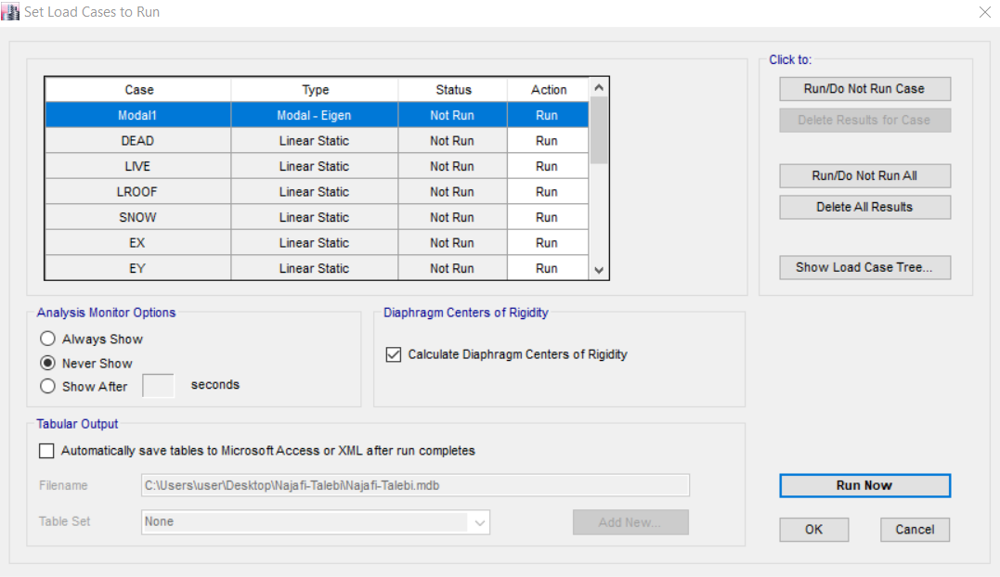 Set Load Cases to Run
Case Type Status Action
Modal1 Modal - Eigen Not Run Run
DEAD Linear Static Not Run Run
LIVE Linear Static Not Run Run
LROOF Linear Static Not Run Run
SNOW Linear Static Not Run Run
EX Linear Static Not Run Run
EY Linear Static Not Run Run
Click to:
Run/Do Not Run Case
Delete Results for Case
Run/Do Not Run All
Delete All Results
Show Load Case Tree...
Analysis Monitor Options
Always Show
Never Show
Show After seconds
Diaphragm Centers of Rigidity
Calculate Diaphragm Centers of Rigidity
Tabular Output
Automatically save tables to Microsoft Access or XML after run completes
Filename C:\Users\user\Desktop\Najafi-Talebi\Najafi-Talebi.mdb
Table Set None Add New...
Run Now
OK Cancel